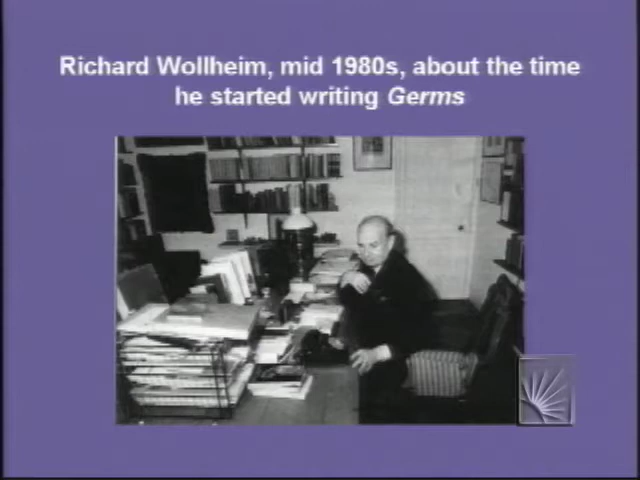 Richard Wollheim, mid 1980s, about the time
he started writing Germs